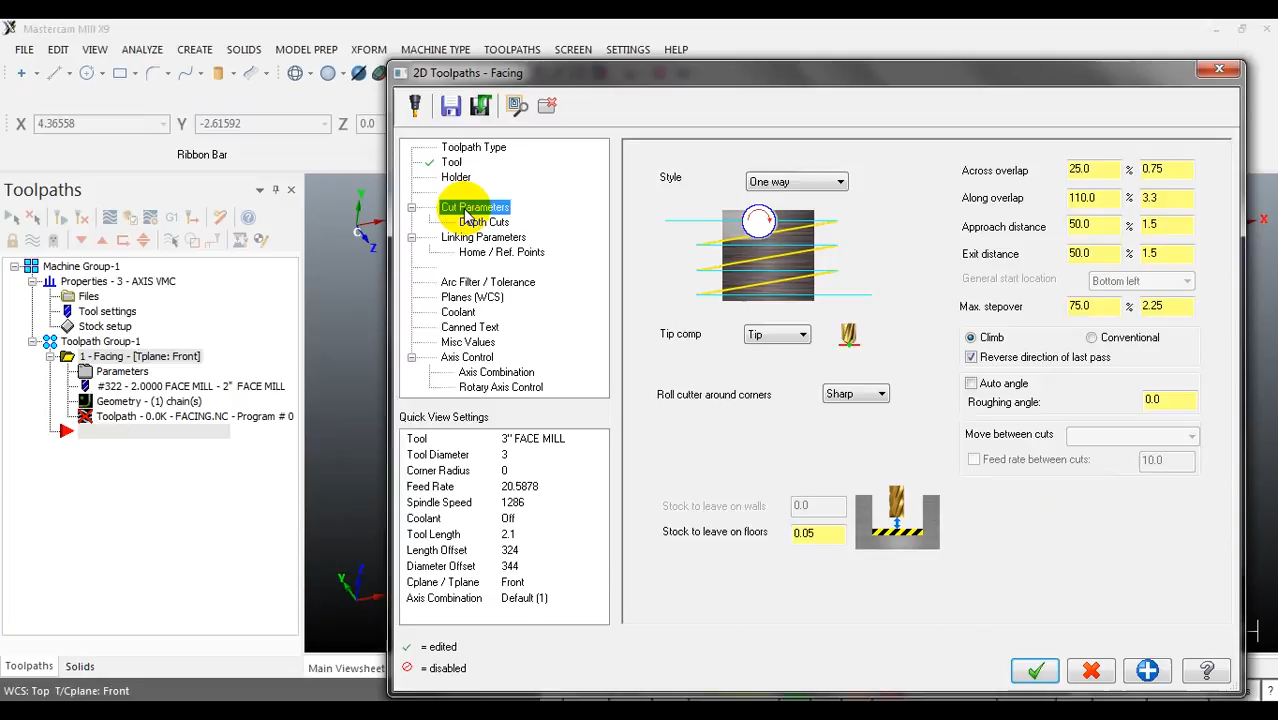 Mastercam Mill X9
FILE EDIT VIEW ANALYZE CREATE SOLIDS MODEL PREP XFORM MACHINE TYPE TOOLPATHS SCREEN SETTINGS HELP
2D Toolpaths - Facing
X 4.36558 Y -2.61592 Z 0.0
Ribbon Bar
Toolpaths
Machine Group-1
Properties - 3 - AXIS VMC
Files
Tool settings
Stock setup
Toolpath Group-1
1 - Facing - [Tplane: Front]
Parameters
#322 - 2.0000 FACE MILL - 2" FACE MILL
Geometry - (1) chain(s)
Toolpath - 0.0K - FACING.NC - Program # 0
Toolpaths Solids
WCS: Top T/Cplane: Front
Main Viewsheet
Toolpath Type
Tool
Holder
Cut Parameters
Depth Cuts
Linking Parameters
Home / Ref. Points
Arc Filter / Tolerance
Planes (WCS)
Coolant
Canned Text
Misc Values
Axis Control
Axis Combination
Rotary Axis Control
Quick View Settings
Tool 3" FACE MILL
Tool Diameter 3
Corner Radius 0
Feed Rate 20.5878
Spindle Speed 1286
Coolant Off
Tool Length 2.1
Length Offset 324
Diameter Offset 344
Cplane / Tplane Front
Axis Combination Default (1)
= edited
= disabled
Style One way
Tip comp Tip
Roll cutter around corners Sharp
Stock to leave on walls 0.0
Stock to leave on floors 0.05
Across overlap 25.0 % 0.75
Along overlap 110.0 % 3.3
Approach distance 50.0 % 1.5
Exit distance 50.0 % 1.5
General start location Bottom left
Max. stepover 75.0 % 2.25
Climb Conventional
Reverse direction of last pass
Auto angle
Roughing angle: 0.0
Move between cuts
Feed rate between cuts: 10.0
X
Y
Z
Y
?